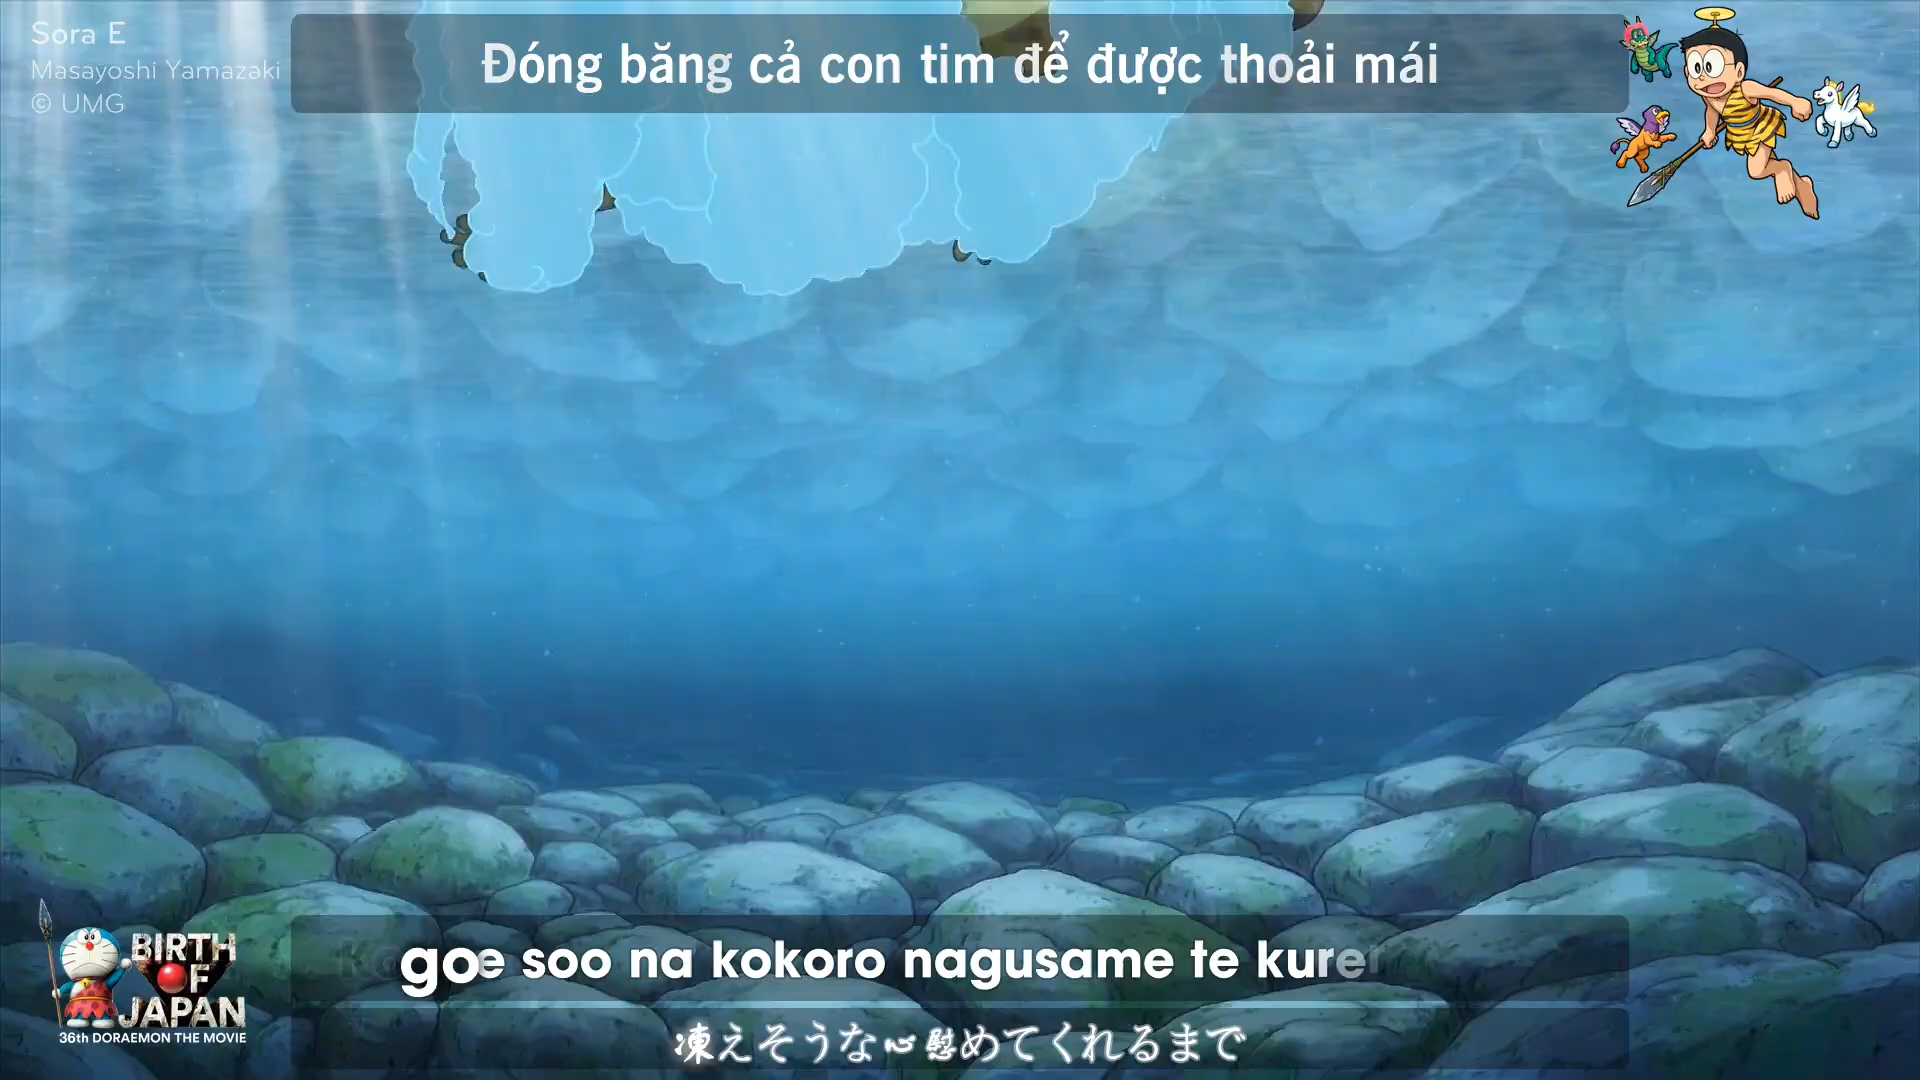 Sora E
Masayoshi Yamazaki
© UMG
Đóng băng cả con tim để được thoải mái
goe soo na kokoro nagusame te kure
凍えそうな心慰めてくれるまで
BIRTH
OF
JAPAN
36th DORAEMON THE MOVIE